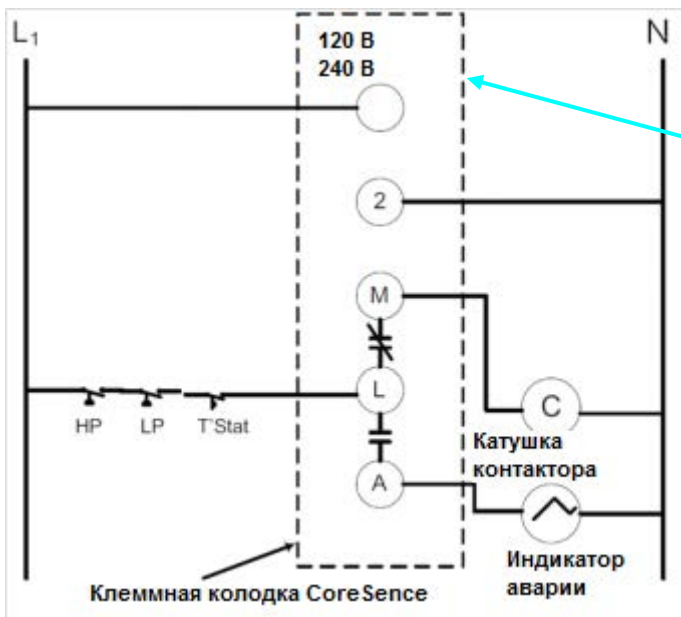 L₁
N
120 В
240 В
2
M
L
HP LP T'Stat
C
Катушка
контактора
A
Индикатор
аварии
Клеммная колодка CoreSence